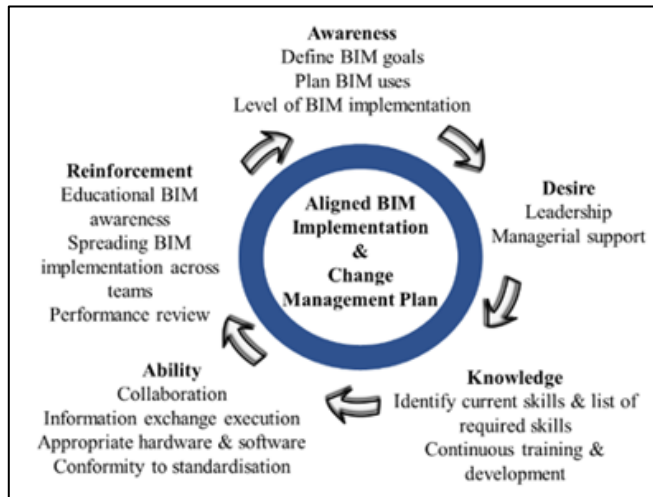 Awareness
Define BIM goals
Plan BIM uses
Level of BIM implementation
Desire
Leadership
Managerial support
Knowledge
Identify current skills & list of
required skills
Continuous training &
development
Ability
Collaboration
Information exchange execution
Appropriate hardware & software
Conformity to standardisation
Reinforcement
Educational BIM
awareness
Spreading BIM
implementation across
teams
Performance review
Aligned BIM
Implementation
&
Change
Management Plan